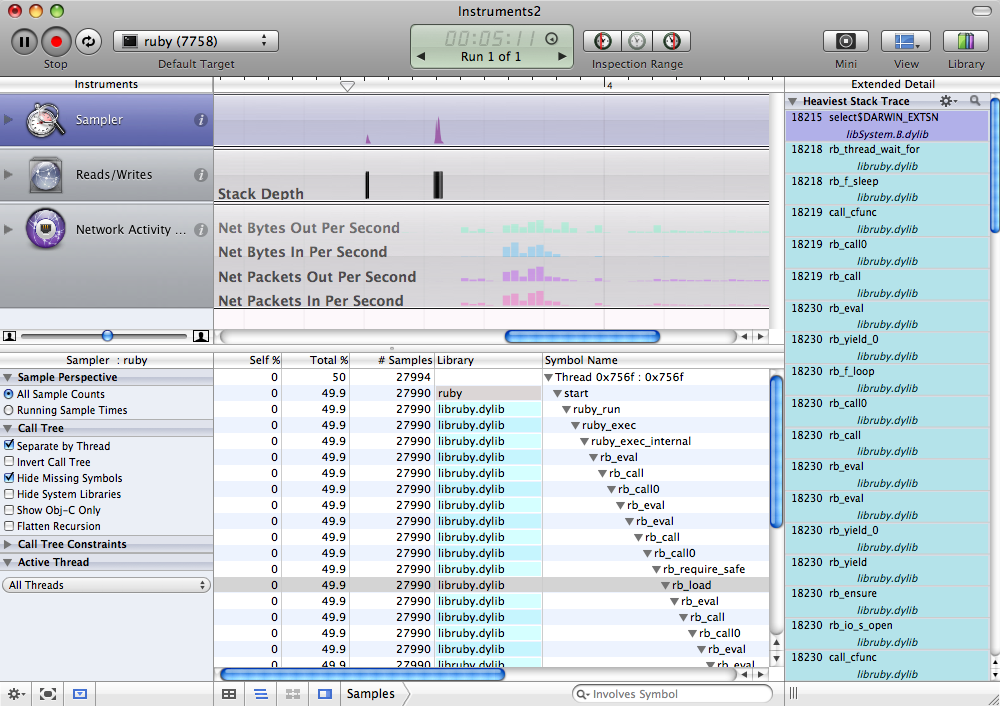 Instruments2
ruby (7758)
00:05:11
Run 1 of 1
Stop
Default Target
Inspection Range
Mini
View
Library
Instruments
4
Extended Detail
Sampler
Reads/Writes
Stack Depth
Network Activity ...
Net Bytes Out Per Second
Net Bytes In Per Second
Net Packets Out Per Second
Net Packets In Per Second
Heaviest Stack Trace
18215 select$DARWIN_EXTSN
libSystem.B.dylib
18218 rb_thread_wait_for
libruby.dylib
18218 rb_f_sleep
libruby.dylib
18219 call_cfunc
libruby.dylib
18219 rb_call0
libruby.dylib
18219 rb_call
libruby.dylib
18230 rb_eval
libruby.dylib
18230 rb_yield_0
libruby.dylib
18230 rb_f_loop
libruby.dylib
18230 rb_call0
libruby.dylib
18230 rb_call
libruby.dylib
18230 rb_eval
libruby.dylib
18230 rb_eval
libruby.dylib
18230 rb_yield_0
libruby.dylib
18230 rb_yield
libruby.dylib
18230 rb_ensure
libruby.dylib
18230 rb_io_s_open
libruby.dylib
18230 call_cfunc
libruby.dylib
Sampler : ruby
Sample Perspective
All Sample Counts
Running Sample Times
Call Tree
Separate by Thread
Invert Call Tree
Hide Missing Symbols
Hide System Libraries
Show Obj-C Only
Flatten Recursion
Call Tree Constraints
Active Thread
All Threads
Self % Total % # Samples Library Symbol Name
0 50 27994 Thread 0x756f : 0x756f
0 49.9 27990 ruby start
0 49.9 27990 libruby.dylib ruby_run
0 49.9 27990 libruby.dylib ruby_exec
0 49.9 27990 libruby.dylib ruby_exec_internal
0 49.9 27990 libruby.dylib rb_eval
0 49.9 27990 libruby.dylib rb_call
0 49.9 27990 libruby.dylib rb_call0
0 49.9 27990 libruby.dylib rb_eval
0 49.9 27990 libruby.dylib rb_eval
0 49.9 27990 libruby.dylib rb_call
0 49.9 27990 libruby.dylib rb_call0
0 49.9 27990 libruby.dylib rb_require_safe
0 49.9 27990 libruby.dylib rb_load
0 49.9 27990 libruby.dylib rb_eval
0 49.9 27990 libruby.dylib rb_call
0 49.9 27990 libruby.dylib rb_call0
0 49.9 27990 libruby.dylib rb_eval
0 49.9 27990 libruby.dylib rb_eval
Samples
Involves Symbol